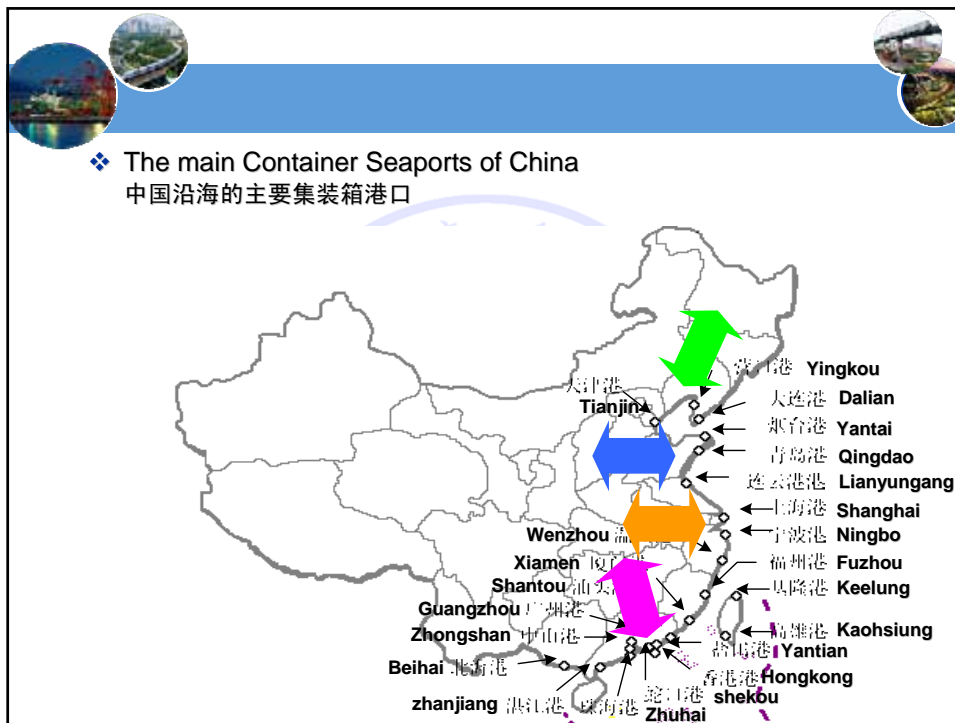 The main Container Seaports of China
中国沿海的主要集装箱港口
营口港 Yingkou
天津港
Tianjin
大连港 Dalian
烟台港 Yantai
青岛港 Qingdao
连云港港 Lianyungang
上海港 Shanghai
宁波港 Ningbo
Wenzhou 温
福州港 Fuzhou
Xiamen 厦
Shantou 汕头
基隆港 Keelung
Guangzhou 广州港
Zhongshan 中山港
高雄港 Kaohsiung
盐田港 Yantian
Beihai 北海港
香港港 Hongkong
zhanjiang 湛江港
珠海港
蛇口港 shekou
Zhuhai